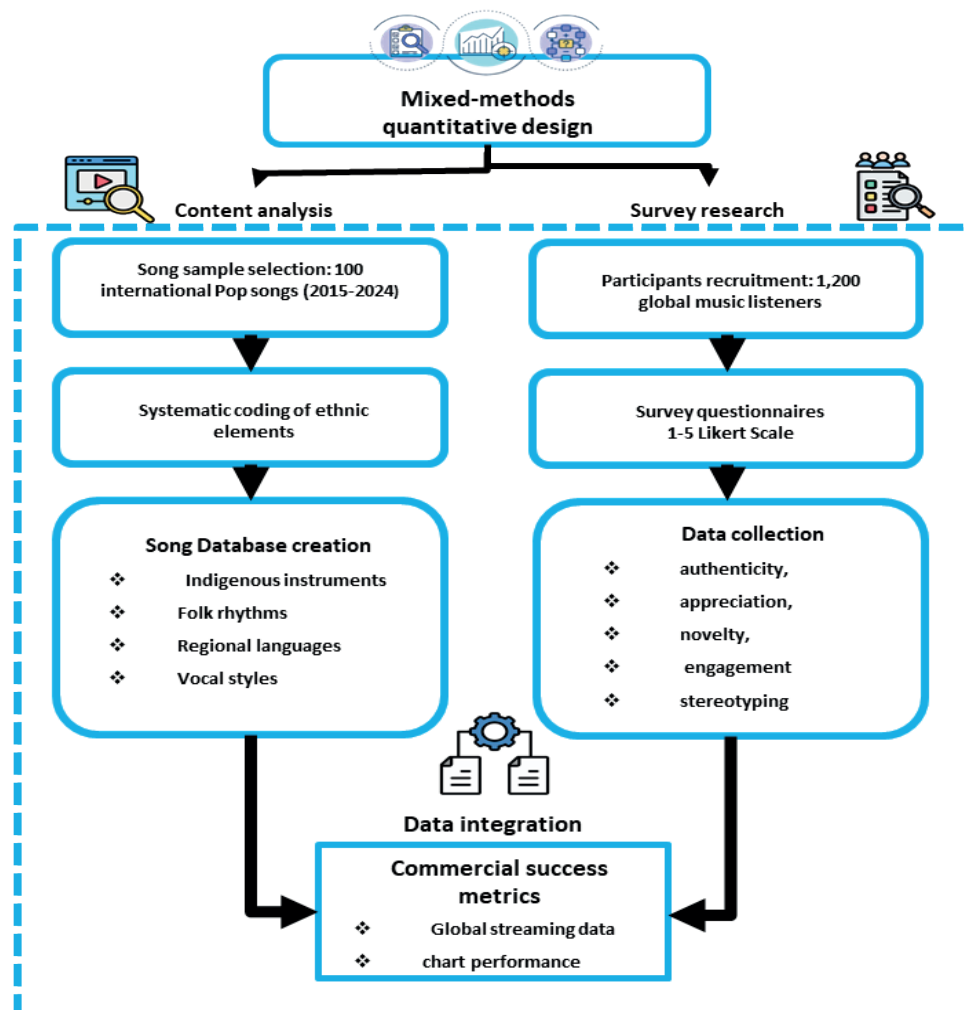 Mixed-methods
quantitative design
Content analysis
Survey research
Song sample selection: 100
international Pop songs (2015-2024)
Participants recruitment: 1,200
global music listeners
Systematic coding of ethnic
elements
Survey questionnaires
1-5 Likert Scale
Song Database creation
❖ Indigenous instruments
❖ Folk rhythms
❖ Regional languages
❖ Vocal styles
Data collection
❖ authenticity,
❖ appreciation,
❖ novelty,
❖ engagement
❖ stereotyping
Data integration
Commercial success
metrics
❖ Global streaming data
❖ chart performance